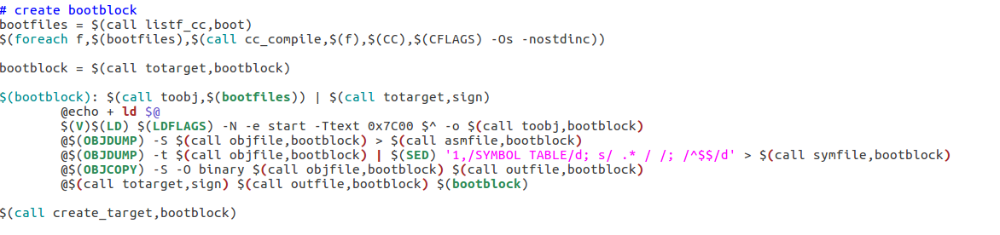 # create bootblock
bootfiles = $(call listf_cc,boot)
$(foreach f,$(bootfiles),$(call cc_compile,$(f),$(CC),$(CFLAGS) -Os -nostdinc))
bootblock = $(call totarget,bootblock)
$(bootblock): $(call toobj,$(bootfiles)) | $(call totarget,sign)
@echo + ld $@
$(V)$(LD) $(LDFLAGS) -N -e start -Ttext 0x7C00 $^ -o $(call toobj,bootblock)
@$(OBJDUMP) -S $(call objfile,bootblock) > $(call asmfile,bootblock)
@$(OBJDUMP) -t $(call objfile,bootblock) | $(SED) '1,/SYMBOL TABLE/d; s/ .* / /; /^$$/d' > $(call symfile,bootblock)
@$(OBJCOPY) -S -O binary $(call objfile,bootblock) $(call outfile,bootblock)
@$(call totarget,sign) $(call outfile,bootblock) $(bootblock)
$(call create_target,bootblock)